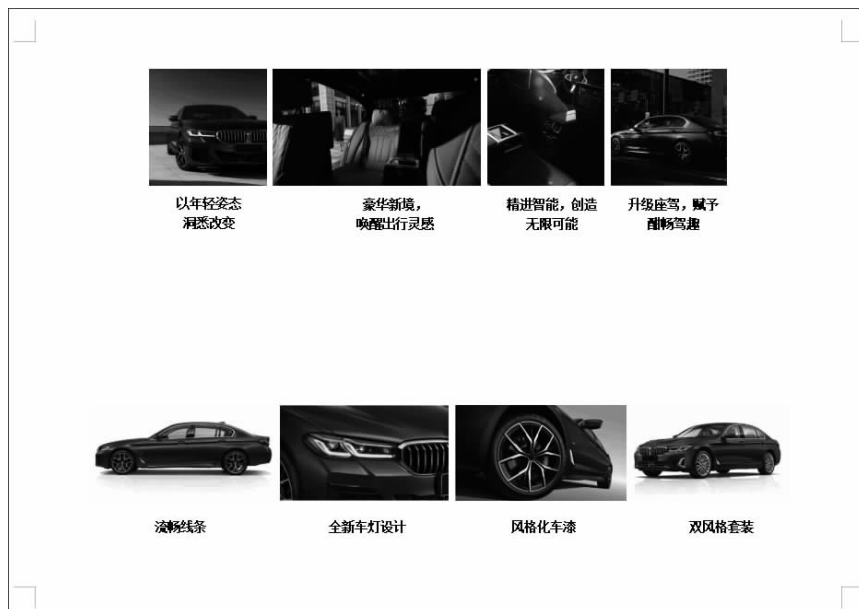 以年轻姿态
洞悉改变
豪华新境，
唤醒出行灵感
精进智能，创造
无限可能
升级座驾，赋予
酣畅驾趣
流畅线条
全新车灯设计
风格化车漆
双风格套装